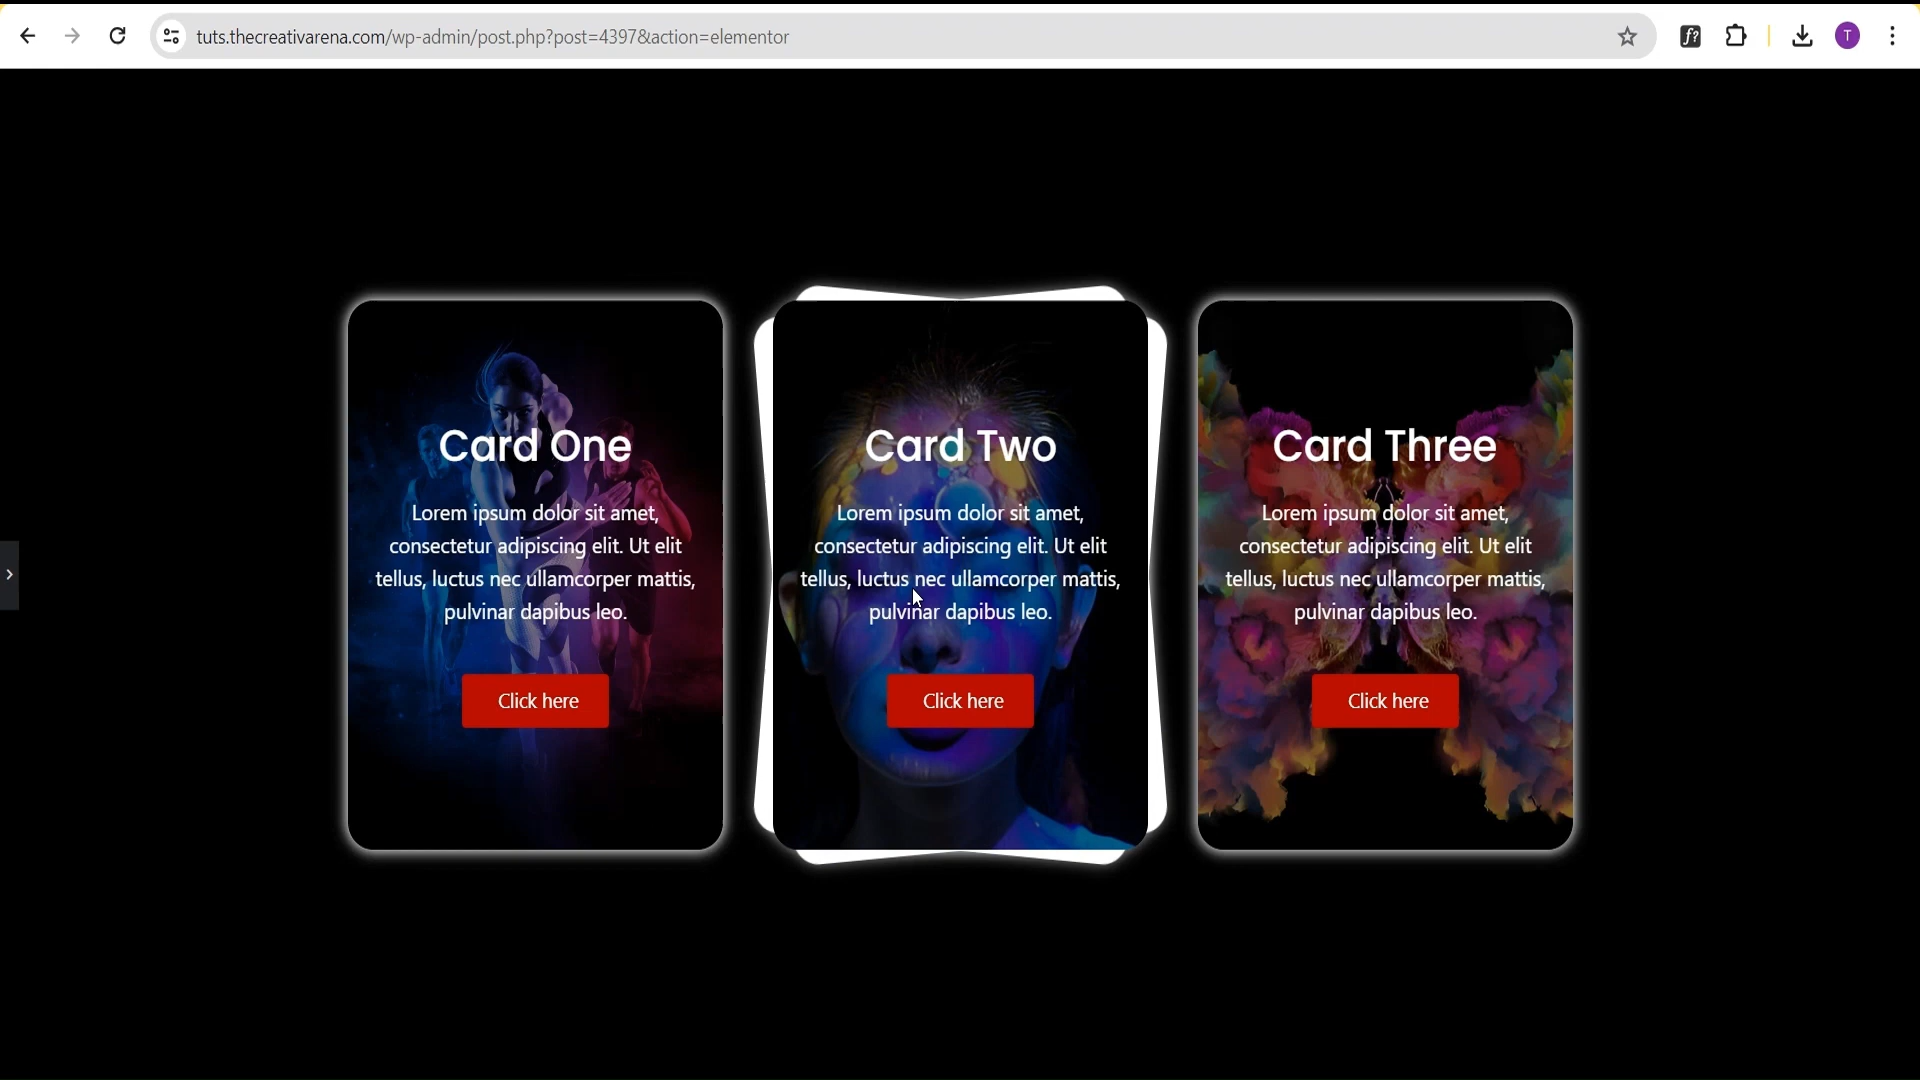 tuts.thecreativarena.com/wp-admin/post.php?post=4397&action=elementor
f?
T
Card One
Lorem ipsum dolor sit amet,
consectetur adipiscing elit. Ut elit
tellus, luctus nec ullamcorper mattis,
pulvinar dapibus leo.
Click here
Card Two
Lorem ipsum dolor sit amet,
consectetur adipiscing elit. Ut elit
tellus, luctus nec ullamcorper mattis,
pulvinar dapibus leo.
Click here
Card Three
Lorem ipsum dolor sit amet,
consectetur adipiscing elit. Ut elit
tellus, luctus nec ullamcorper mattis,
pulvinar dapibus leo.
Click here